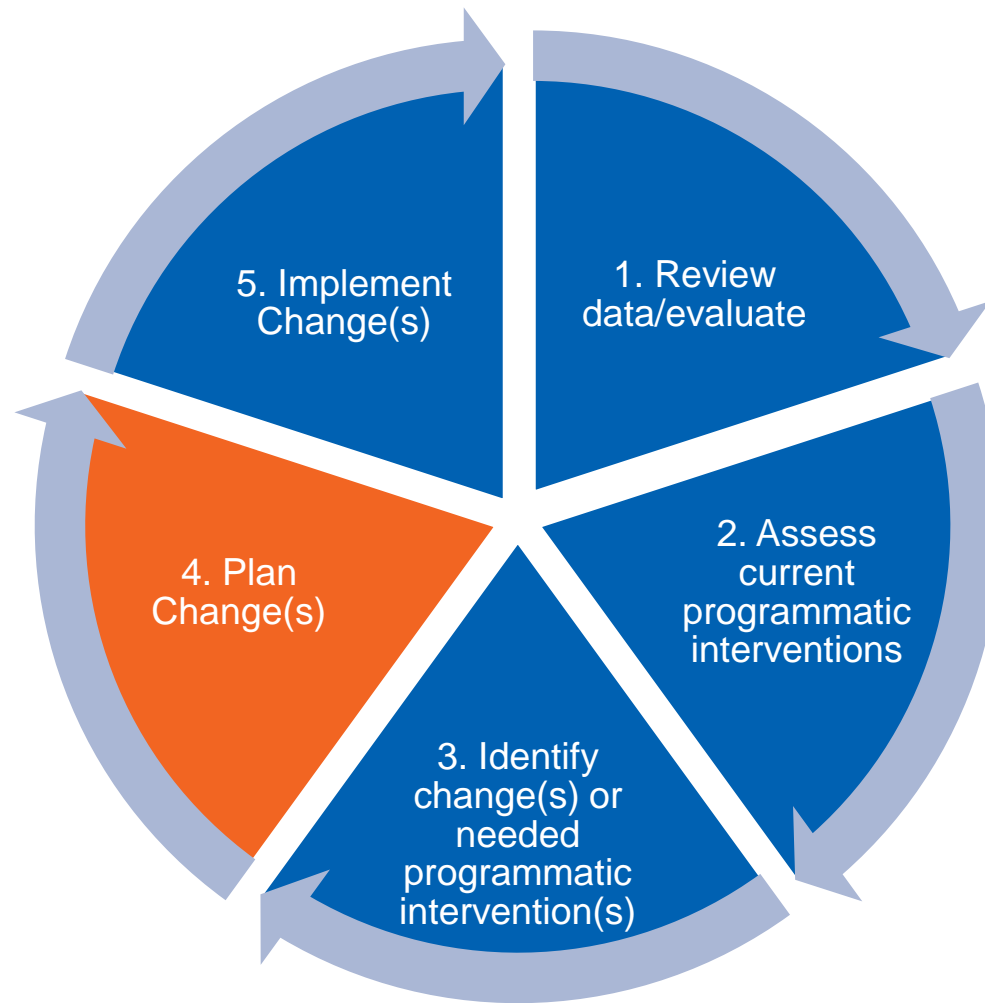 1. Review
data/evaluate
2. Assess
current
programmatic
interventions
3. Identify
change(s) or
needed
programmatic
intervention(s)
4. Plan
Change(s)
5. Implement
Change(s)